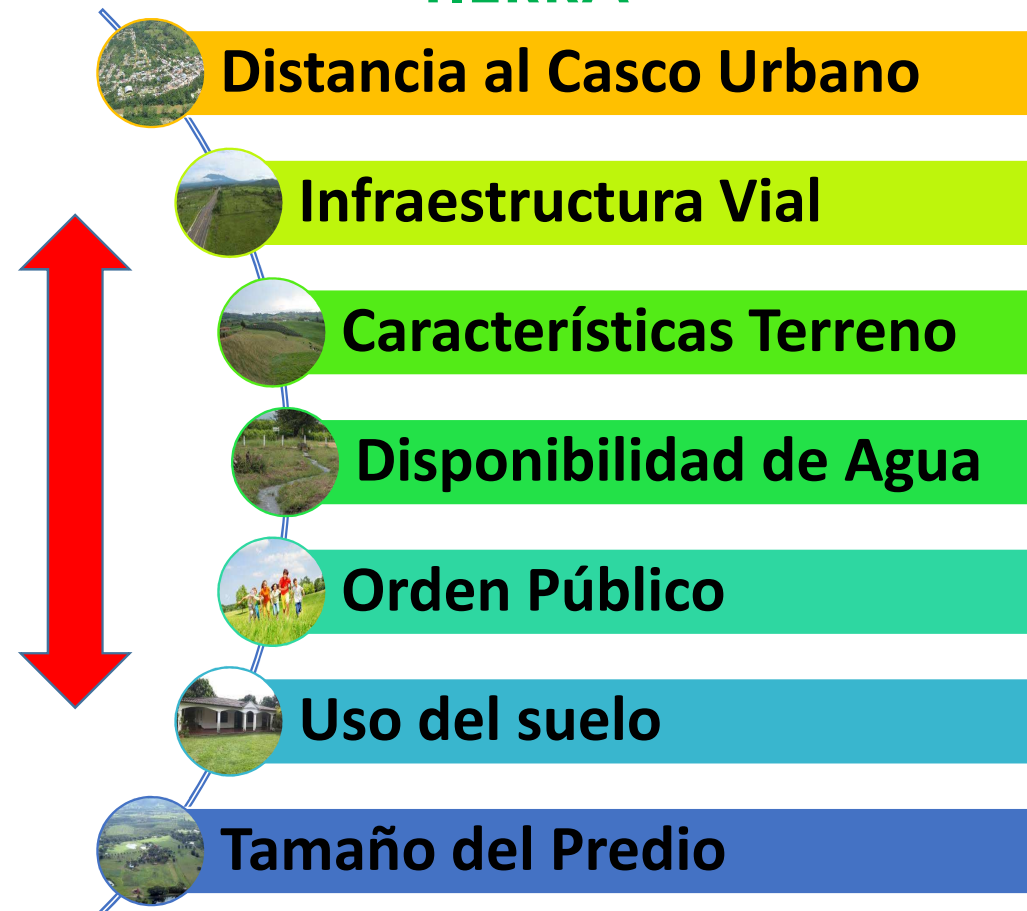 Distancia al Casco Urbano
Infraestructura Vial
Características Terreno
Disponibilidad de Agua
Orden Público
Uso del suelo
Tamaño del Predio